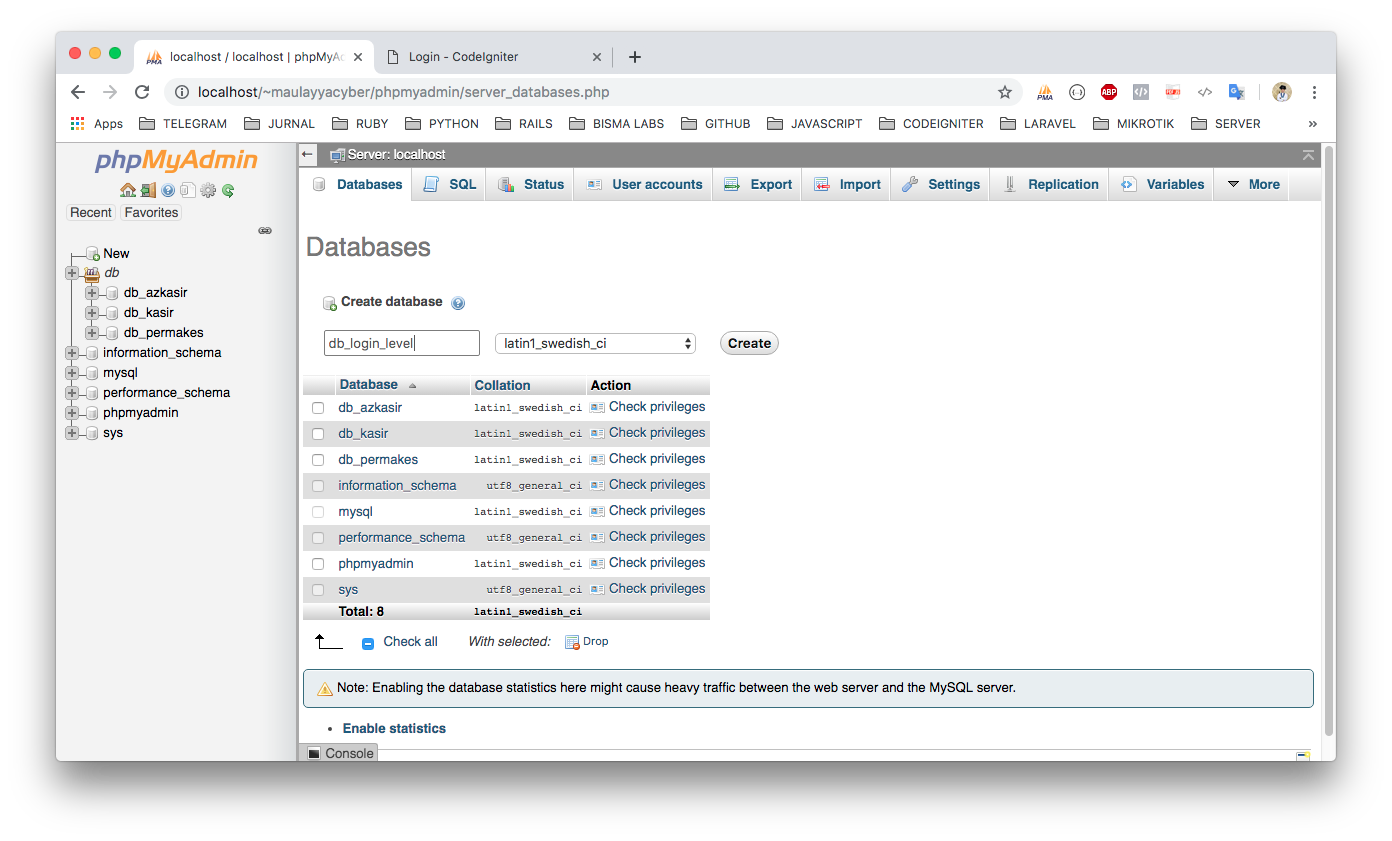 localhost / localhost | phpMyAd
Login - CodeIgniter
localhost/~maulayyacyber/phpmyadmin/server_databases.php
Apps TELEGRAM JURNAL RUBY PYTHON RAILS BISMA LABS GITHUB JAVASCRIPT CODEIGNITER LARAVEL MIKROTIK SERVER »
phpMyAdmin
Recent Favorites
New
db
db_azkasir
db_kasir
db_permakes
information_schema
mysql
performance_schema
phpmyadmin
sys
Server: localhost
Databases SQL Status User accounts Export Import Settings Replication Variables More
Databases
Create database
db_login_level latin1_swedish_ci Create
Database Collation Action
db_azkasir latin1_swedish_ci Check privileges
db_kasir latin1_swedish_ci Check privileges
db_permakes latin1_swedish_ci Check privileges
information_schema utf8_general_ci Check privileges
mysql latin1_swedish_ci Check privileges
performance_schema utf8_general_ci Check privileges
phpmyadmin latin1_swedish_ci Check privileges
sys utf8_general_ci Check privileges
Total: 8 latin1_swedish_ci
Check all With selected: Drop
Note: Enabling the database statistics here might cause heavy traffic between the web server and the MySQL server.
• Enable statistics
Console